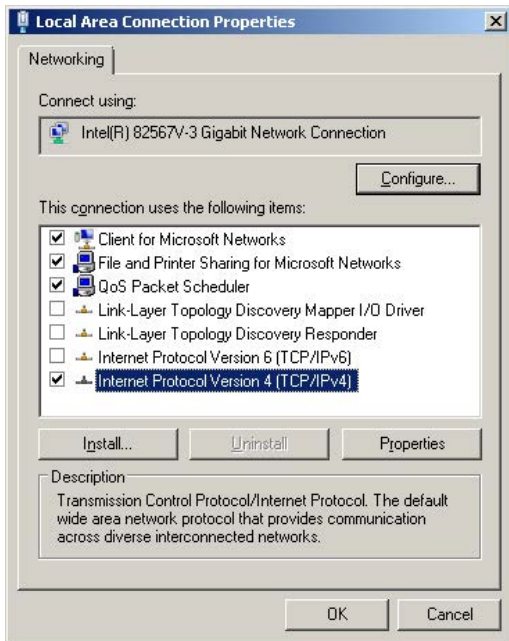 Local Area Connection Properties
Networking
Connect using:
Intel(R) 82567V-3 Gigabit Network Connection
Configure...
This connection uses the following items:
Client for Microsoft Networks
File and Printer Sharing for Microsoft Networks
QoS Packet Scheduler
Link-Layer Topology Discovery Mapper I/O Driver
Link-Layer Topology Discovery Responder
Internet Protocol Version 6 (TCP/IPv6)
Internet Protocol Version 4 (TCP/IPv4)
Install... Uninstall Properties
Description
Transmission Control Protocol/Internet Protocol. The default
wide area network protocol that provides communication
across diverse interconnected networks.
OK Cancel